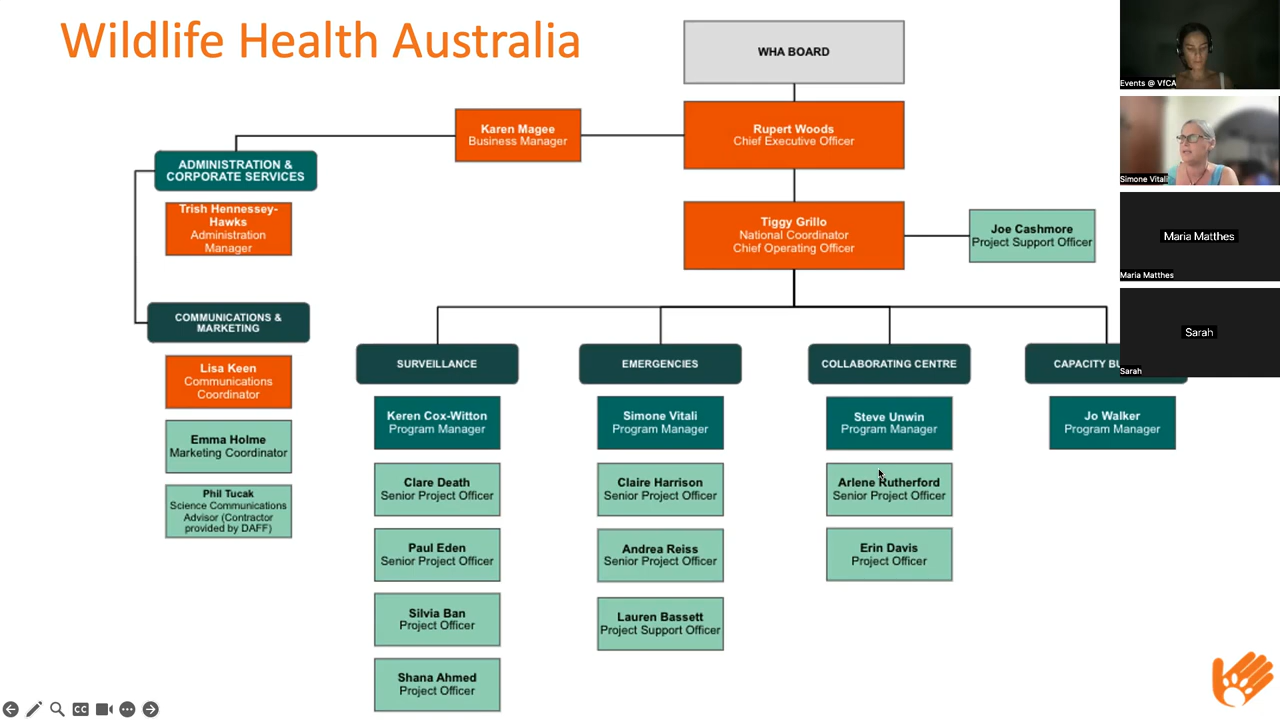 Wildlife Health Australia
WHA BOARD
Karen Magee
Business Manager
Rupert Woods
Chief Executive Officer
ADMINISTRATION &
CORPORATE SERVICES
Trish Hennessey-
Hawks
Administration
Manager
Tiggy Grillo
National Coordinator
Chief Operating Officer
Joe Cashmore
Project Support Officer
COMMUNICATIONS &
MARKETING
Lisa Keen
Communications
Coordinator
Emma Holme
Marketing Coordinator
Phil Tucak
Science Communications
Advisor (Contractor
provided by DAFF)
SURVEILLANCE
Keren Cox-Witton
Program Manager
Clare Death
Senior Project Officer
Paul Eden
Senior Project Officer
Silvia Ban
Project Officer
Shana Ahmed
Project Officer
EMERGENCIES
Simone Vitali
Program Manager
Claire Harrison
Senior Project Officer
Andrea Reiss
Senior Project Officer
Lauren Bassett
Project Support Officer
COLLABORATING CENTRE
Steve Unwin
Program Manager
Arlene Rutherford
Senior Project Officer
Erin Davis
Project Officer
CAPACITY
Jo Walker
Program Manager
Events @ VfCA
Simone Vitali
Maria Matthes
Maria Matthes
Sarah
Sarah
CC